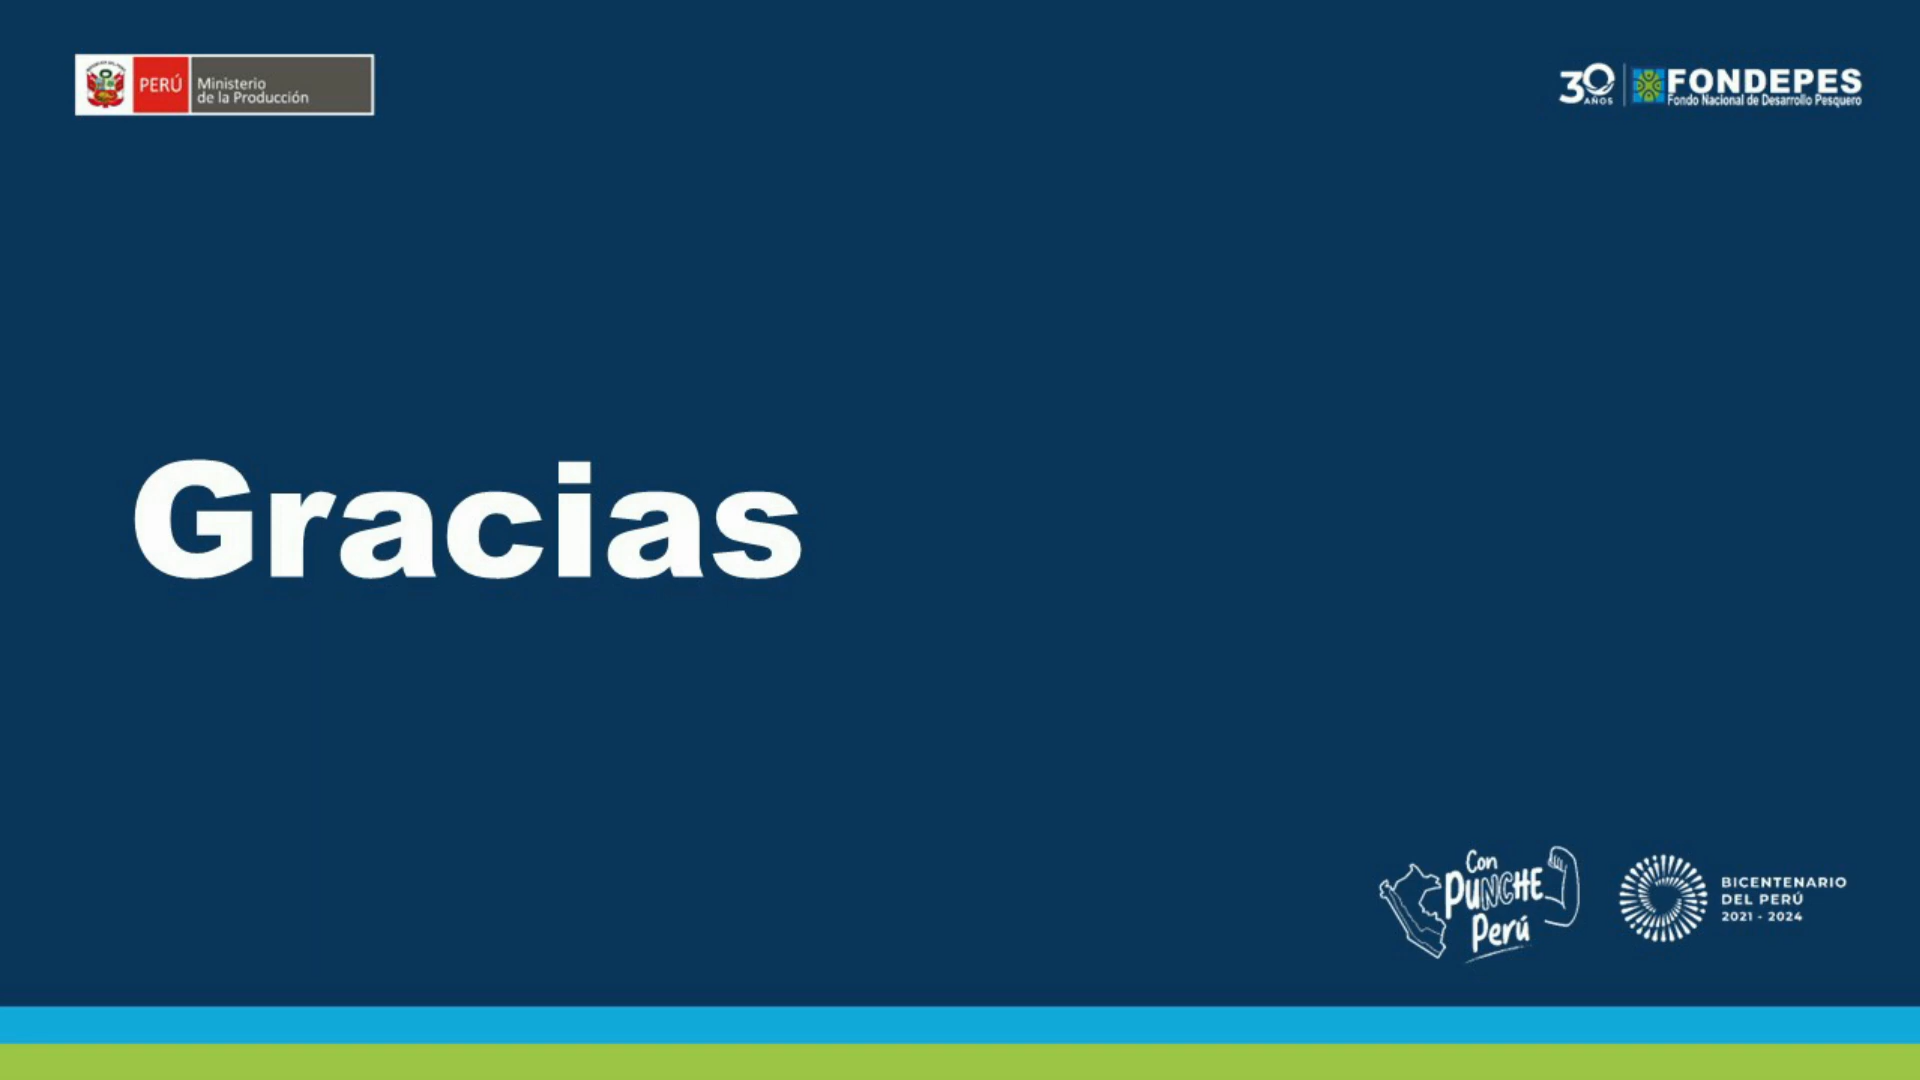 PERÚ
Ministerio
de la Producción
30
AÑOS
FONDEPES
Fondo Nacional de Desarrollo Pesquero
Gracias
Con
PUNCHE
Perú
BICENTENARIO
DEL PERÚ
2021 - 2024